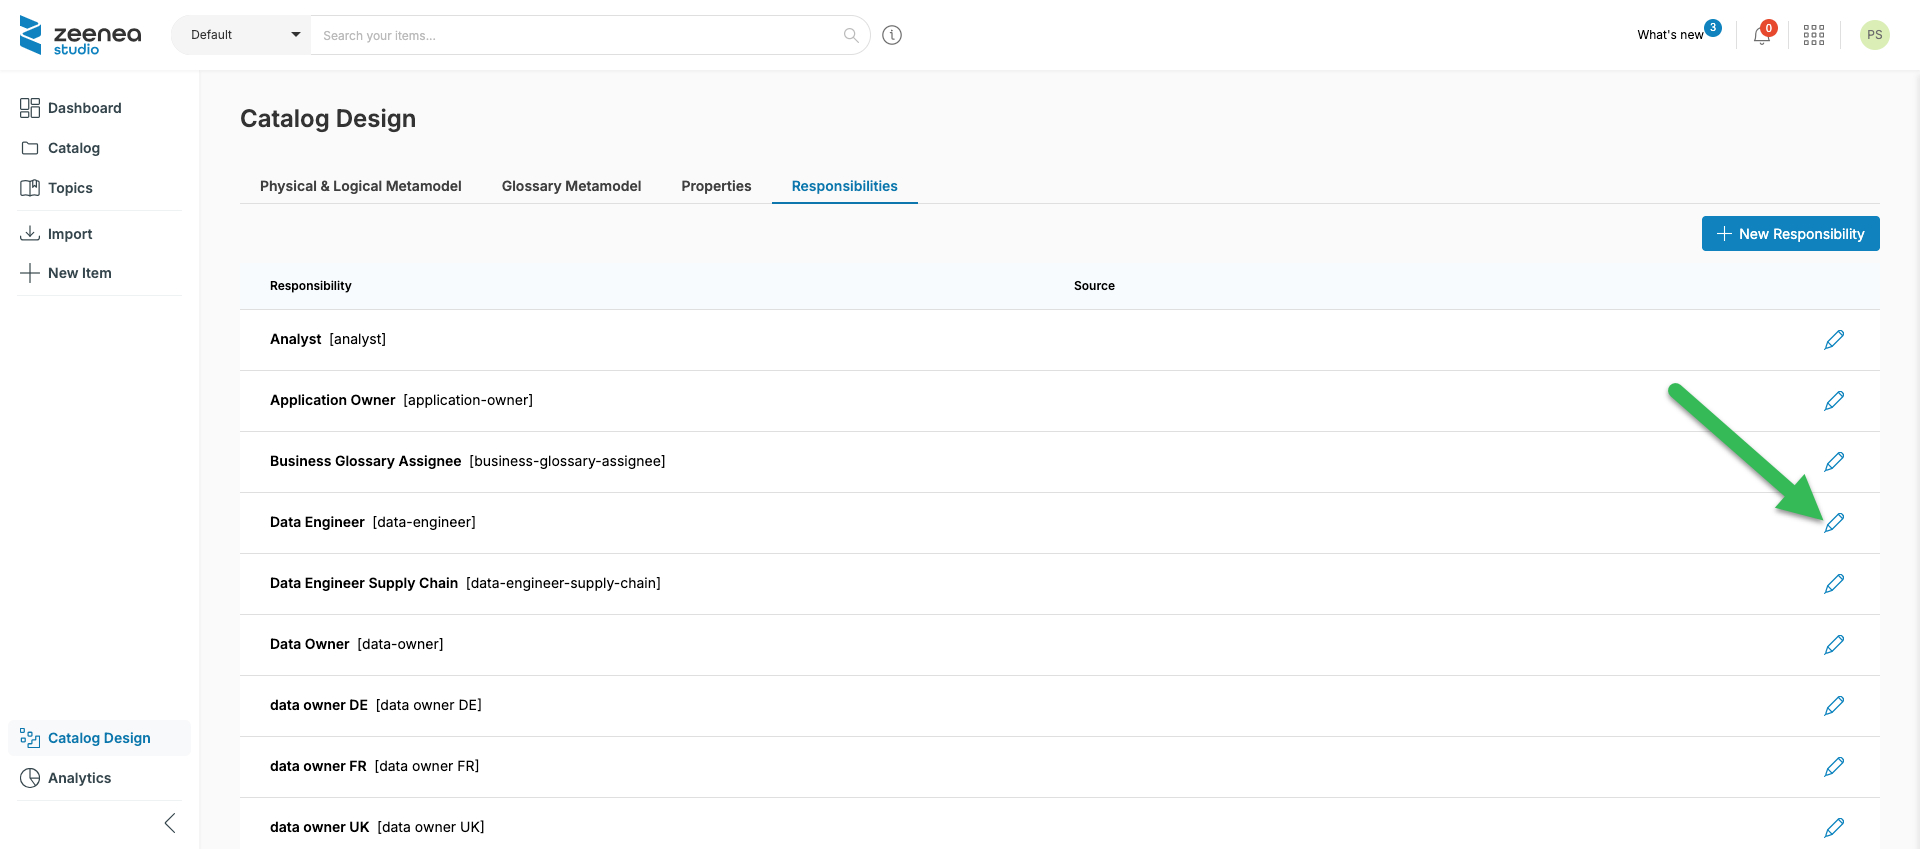 zeenea
studio
Default
Search your items...
What's new
3
0
PS
Dashboard
Catalog
Topics
Import
New Item
Catalog Design
Analytics
Catalog Design
Physical & Logical Metamodel
Glossary Metamodel
Properties
Responsibilities
New Responsibility
Responsibility
Source
Analyst [analyst]
Application Owner [application-owner]
Business Glossary Assignee [business-glossary-assignee]
Data Engineer [data-engineer]
Data Engineer Supply Chain [data-engineer-supply-chain]
Data Owner [data-owner]
data owner DE [data owner DE]
data owner FR [data owner FR]
data owner UK [data owner UK]